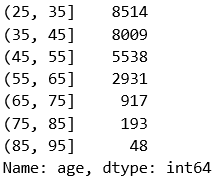 (25, 35]    8514
(35, 45]    8009
(45, 55]    5538
(55, 65]    2931
(65, 75]     917
(75, 85]     193
(85, 95]      48
Name: age, dtype: int64